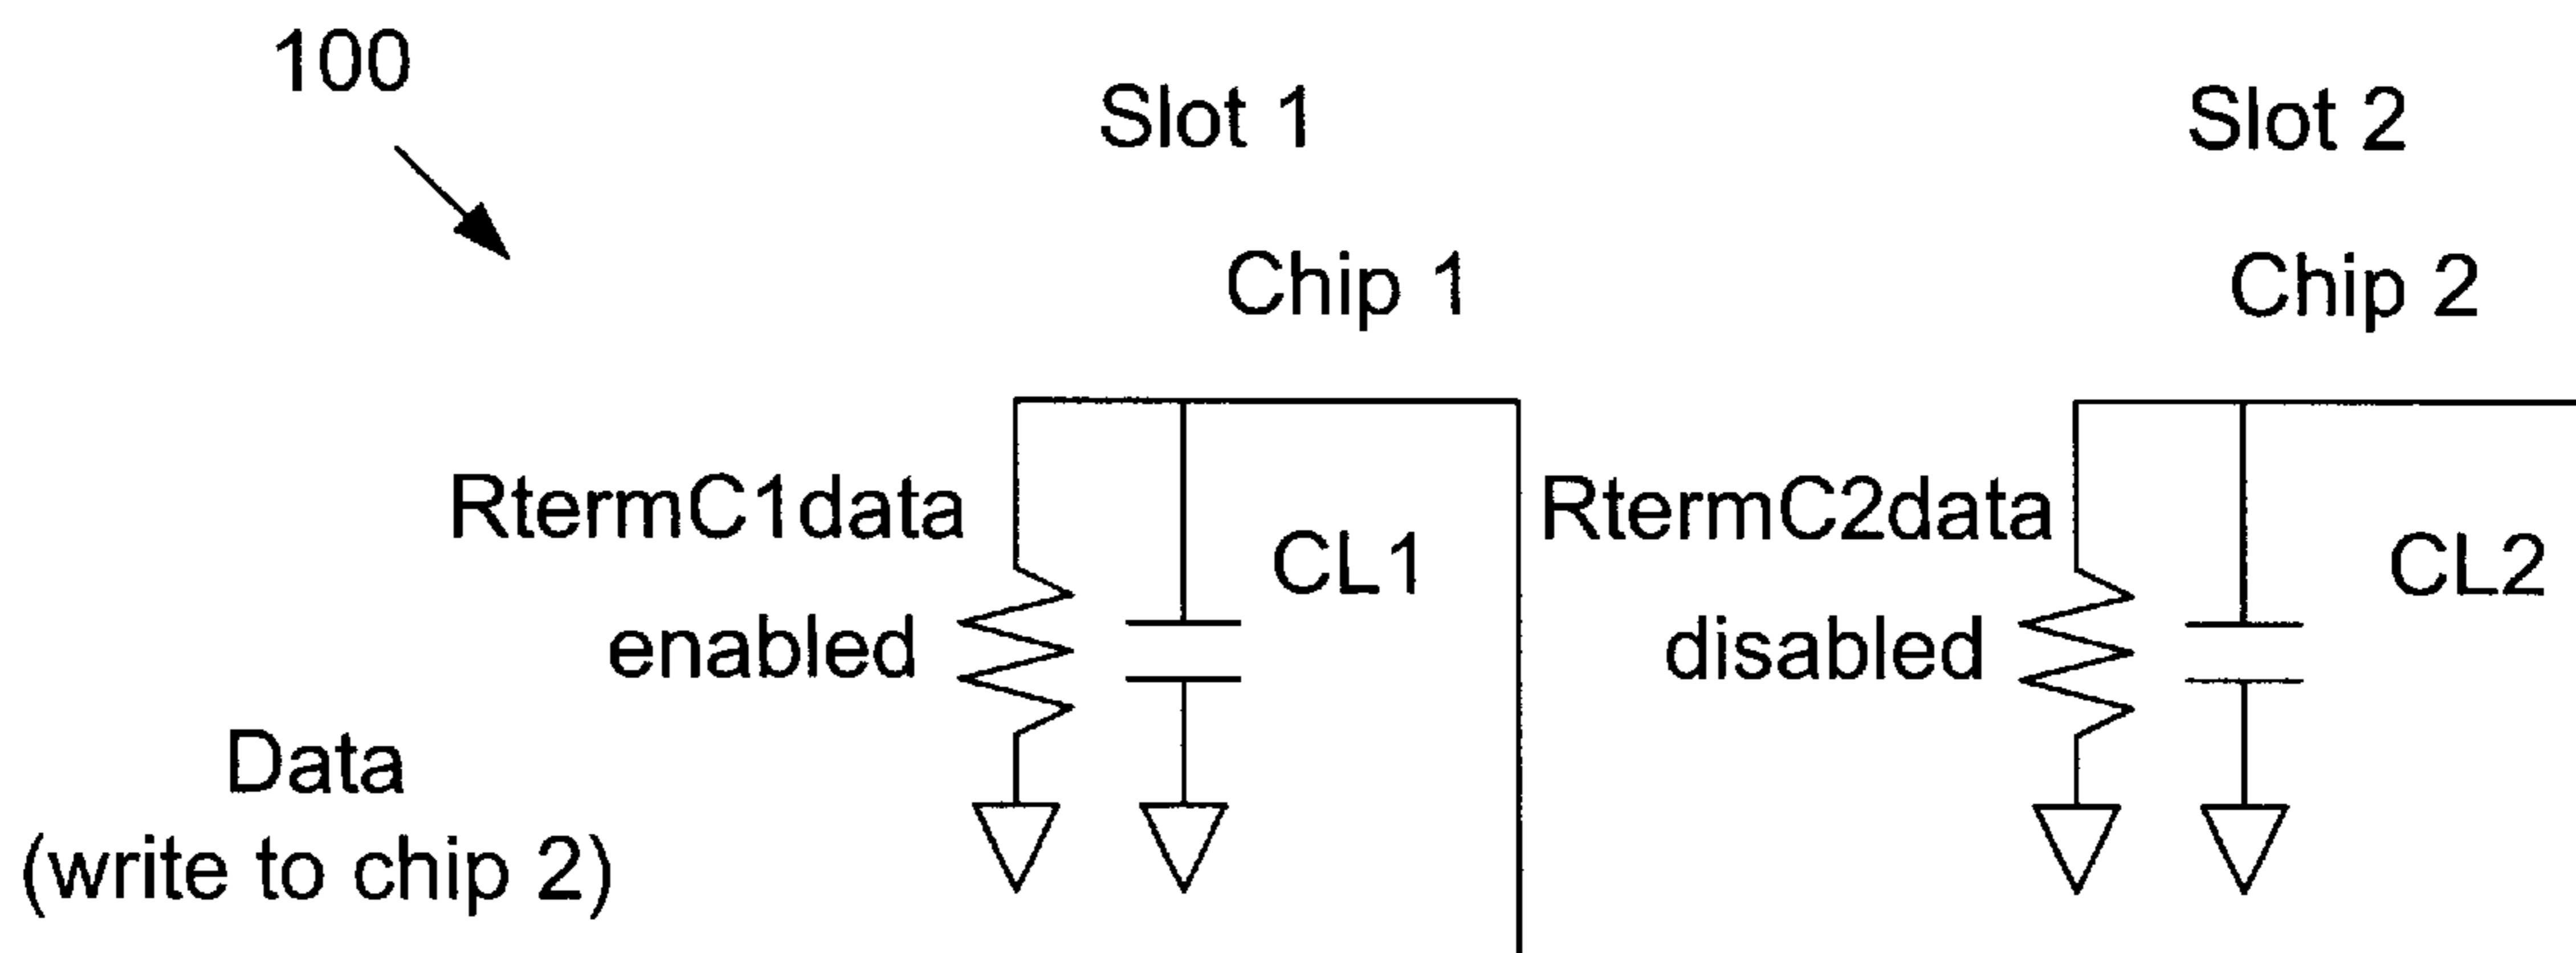 100
Slot 1
Slot 2
Chip 1
Chip 2
RtermC1data
enabled
CL1
RtermC2data
disabled
CL2
Data
(write to chip 2)